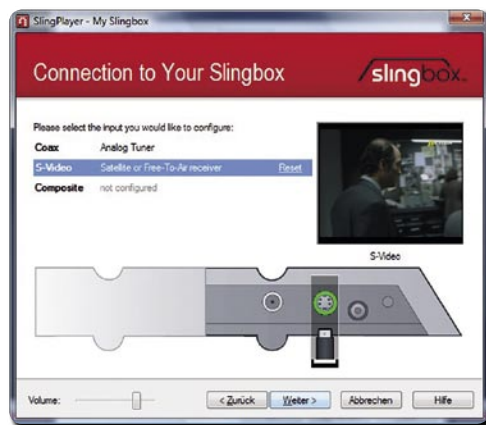 SlingPlayer - My Slingbox
Connection to Your Slingbox
slingbox.
Please select the input you would like to configure:
Coax Analog Tuner
S-Video Satellite or Free-To-Air receiver Reset
Composite not configured
S-Video
Volume: < Zurück Weiter > Abbrechen Hilfe